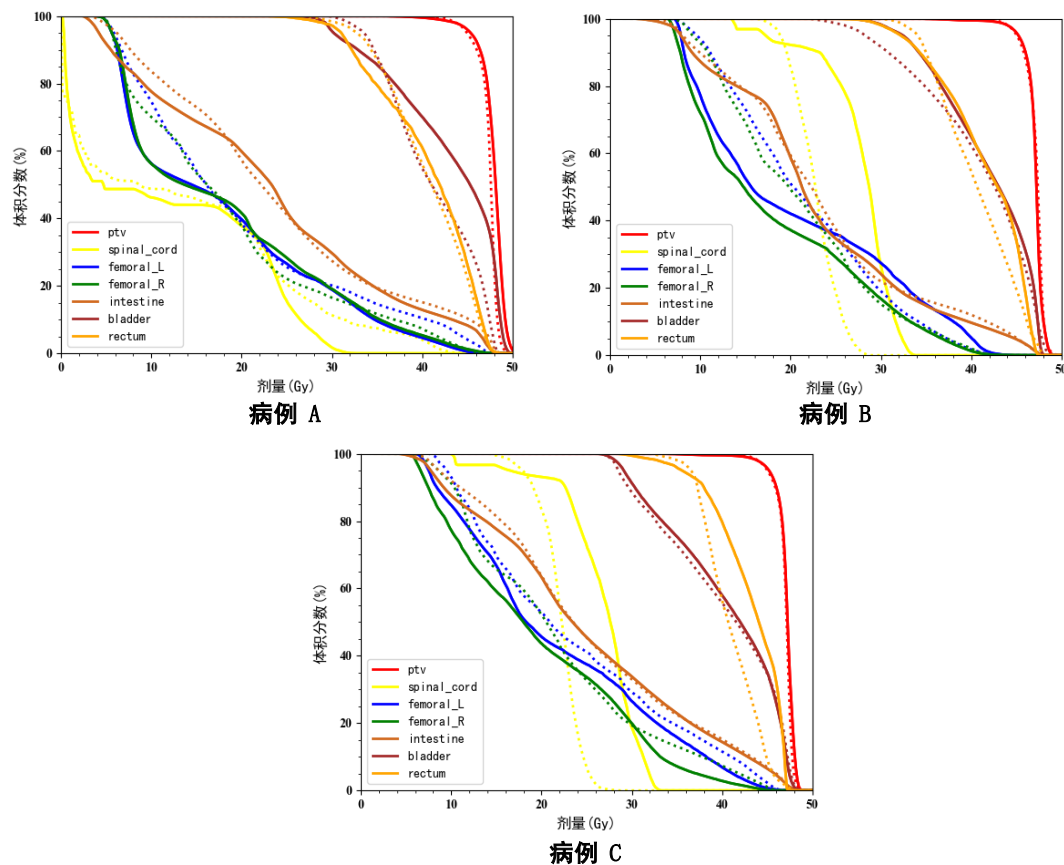 体积分数(%)
100
80
60
40
20
0
ptv
spinal_cord
femoral_L
femoral_R
intestine
bladder
rectum
0 10 20 30 40 50
剂量(Gy)
病例 A
体积分数(%)
100
80
60
40
20
0
ptv
spinal_cord
femoral_L
femoral_R
intestine
bladder
rectum
0 10 20 30 40 50
剂量(Gy)
病例 B
体积分数(%)
100
80
60
40
20
0
ptv
spinal_cord
femoral_L
femoral_R
intestine
bladder
rectum
0 10 20 30 40 50
剂量(Gy)
病例 C